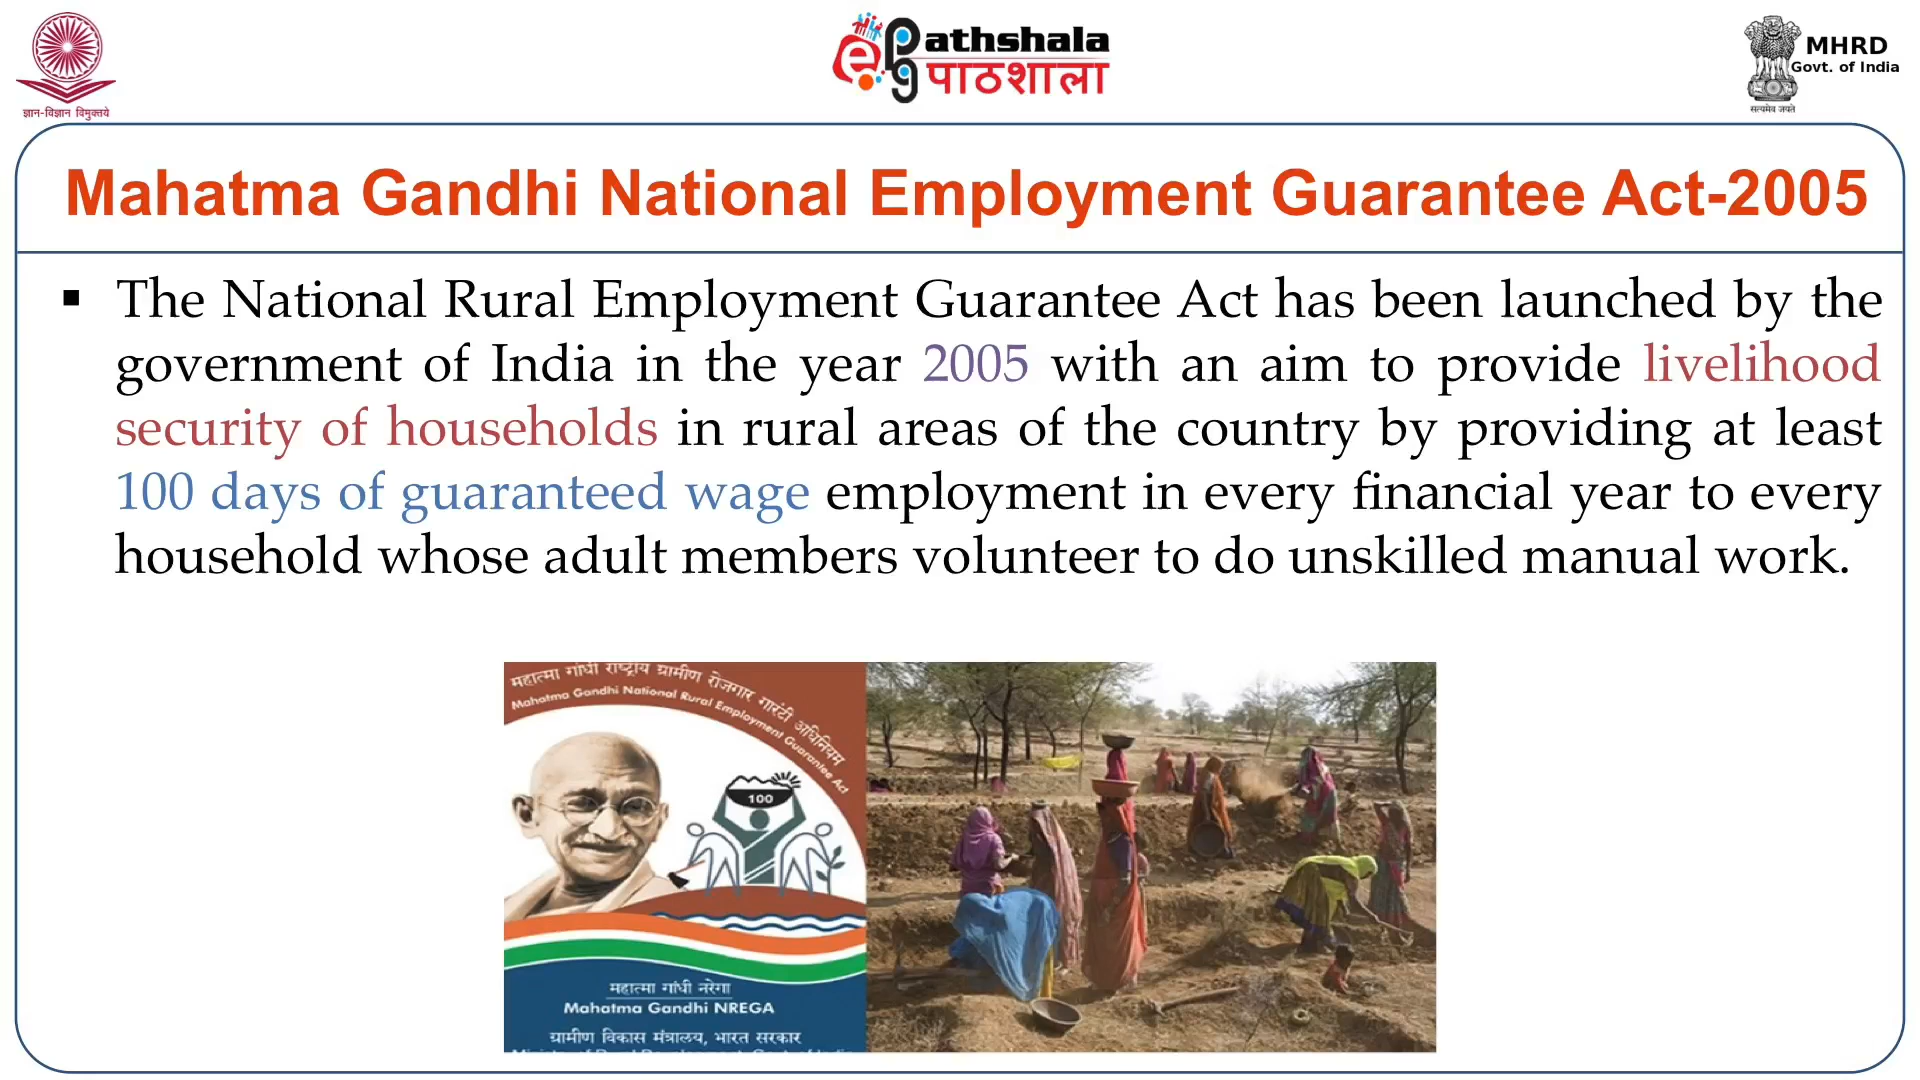 ज्ञान-विज्ञान विमुक्तये
ePathshala
पाठशाला
MHRD
Govt. of India
सत्यमेव जयते
Mahatma Gandhi National Employment Guarantee Act-2005
▪ The National Rural Employment Guarantee Act has been launched by the
government of India in the year 2005 with an aim to provide livelihood
security of households in rural areas of the country by providing at least
100 days of guaranteed wage employment in every financial year to every
household whose adult members volunteer to do unskilled manual work.
महात्मा गांधी राष्ट्रीय ग्रामीण रोजगार गारंटी अधिनियम
Mahatma Gandhi National Rural Employment Guarantee Act
100
महात्मा गांधी नरेगा
Mahatma Gandhi NREGA
ग्रामीण विकास मंत्रालय, भारत सरकार